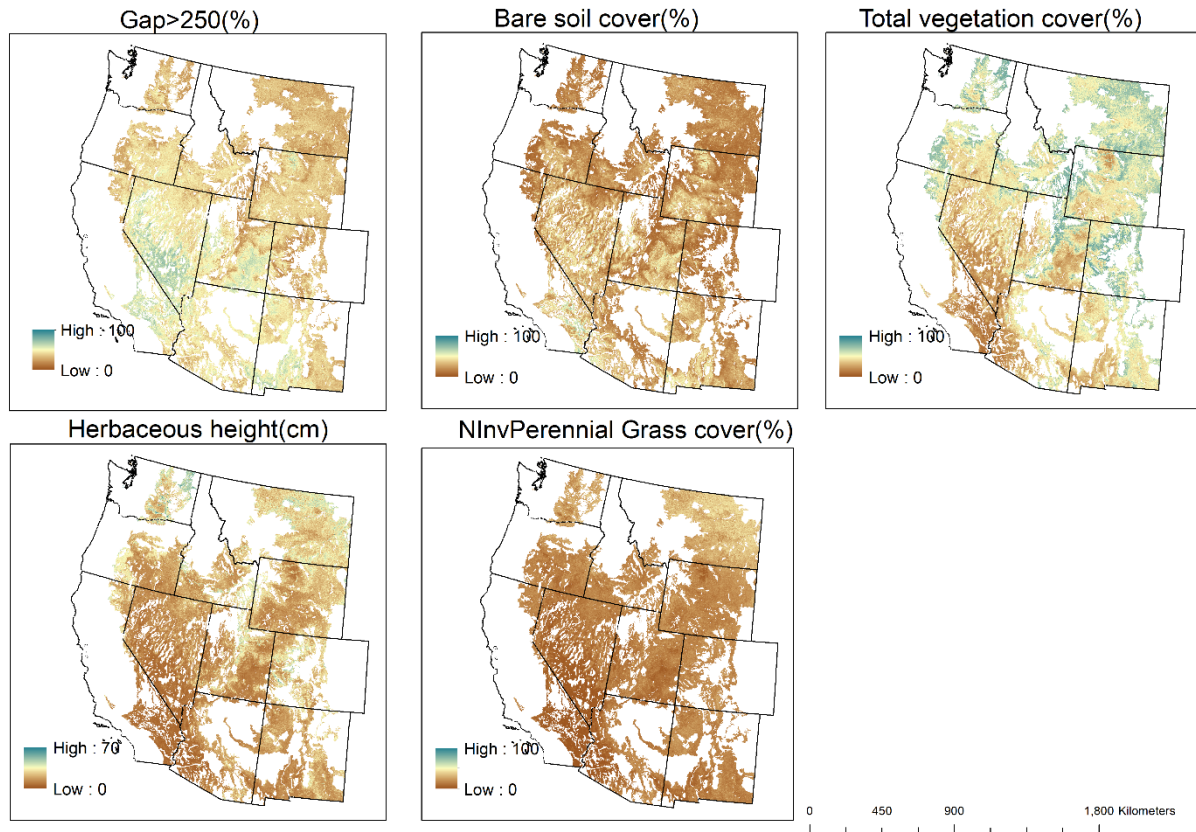 Gap>250(%)
Bare soil cover(%)
Total vegetation cover(%)
High : 100
Low : 0
High : 100
Low : 0
High : 100
Low : 0
Herbaceous height(cm)
NInvPerennial Grass cover(%)
High : 70
Low : 0
High : 100
Low : 0
0 450 900 1,800 Kilometers